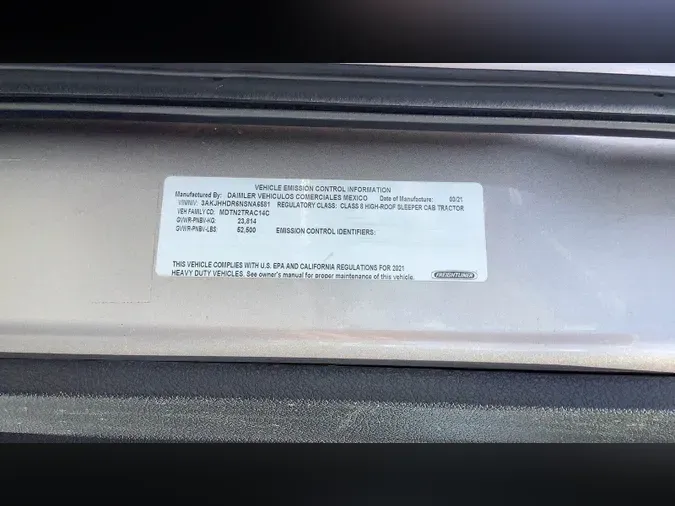 VEHICLE EMISSION CONTROL INFORMATION
Manufactured By: DAIMLER VEHICULOS COMERCIALES MEXICO Date of Manufacture: 03/21
VIN/NIV: 3AKJHHDR6NSNA6581 REGULATORY CLASS: CLASS 8 HIGH-ROOF SLEEPER CAB TRACTOR
VEH FAMILY CD: MDTN2TRAC14C
GVWR-PNBV-KG: 23,814
GVWR-PNBV-LBS: 52,500 EMISSION CONTROL IDENTIFIERS:
THIS VEHICLE COMPLIES WITH U.S. EPA AND CALIFORNIA REGULATIONS FOR 2021
HEAVY DUTY VEHICLES. See owner's manual for proper maintenance of this vehicle. FREIGHTLINER